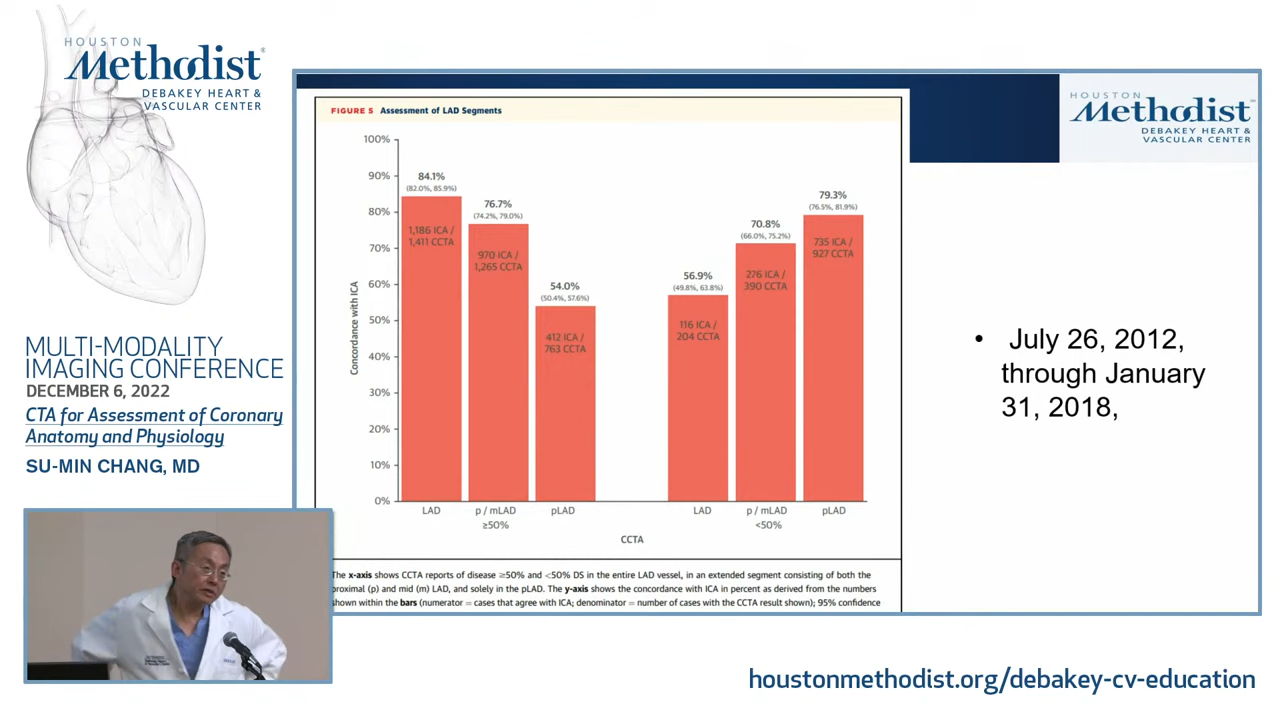 HOUSTON
Methodist®
DEBAKEY HEART &
VASCULAR CENTER
MULTI-MODALITY
IMAGING CONFERENCE
DECEMBER 6, 2022
CTA for Assessment of Coronary
Anatomy and Physiology
SU-MIN CHANG, MD
FIGURE 5 Assessment of LAD Segments
Concordance with ICA
100%
90%
80%
70%
60%
50%
40%
30%
20%
10%
0%
84.1%
(82.0%, 85.9%)
1,186 ICA /
1,411 CCTA
76.7%
(74.2%, 79.0%)
970 ICA /
1,265 CCTA
54.0%
(50.4%, 57.6%)
412 ICA /
763 CCTA
56.9%
(49.8%, 63.8%)
116 ICA /
204 CCTA
70.8%
(66.0%, 75.2%)
276 ICA /
390 CCTA
79.3%
(76.5%, 81.9%)
735 ICA /
927 CCTA
LAD p / mLAD pLAD LAD p / mLAD pLAD
≥50% <50%
CCTA
The x-axis shows CCTA reports of disease ≥50% and <50% DS in the entire LAD vessel, in an extended segment consisting of both the
proximal (p) and mid (m) LAD, and solely in the pLAD. The y-axis shows the concordance with ICA in percent as derived from the numbers
shown within the bars (numerator = cases that agree with ICA; denominator = number of cases with the CCTA result shown); 95% confidence
HOUSTON
Methodist
DEBAKEY HEART &
VASCULAR CENTER
• July 26, 2012,
through January
31, 2018,
houstonmethodist.org/debakey-cv-education